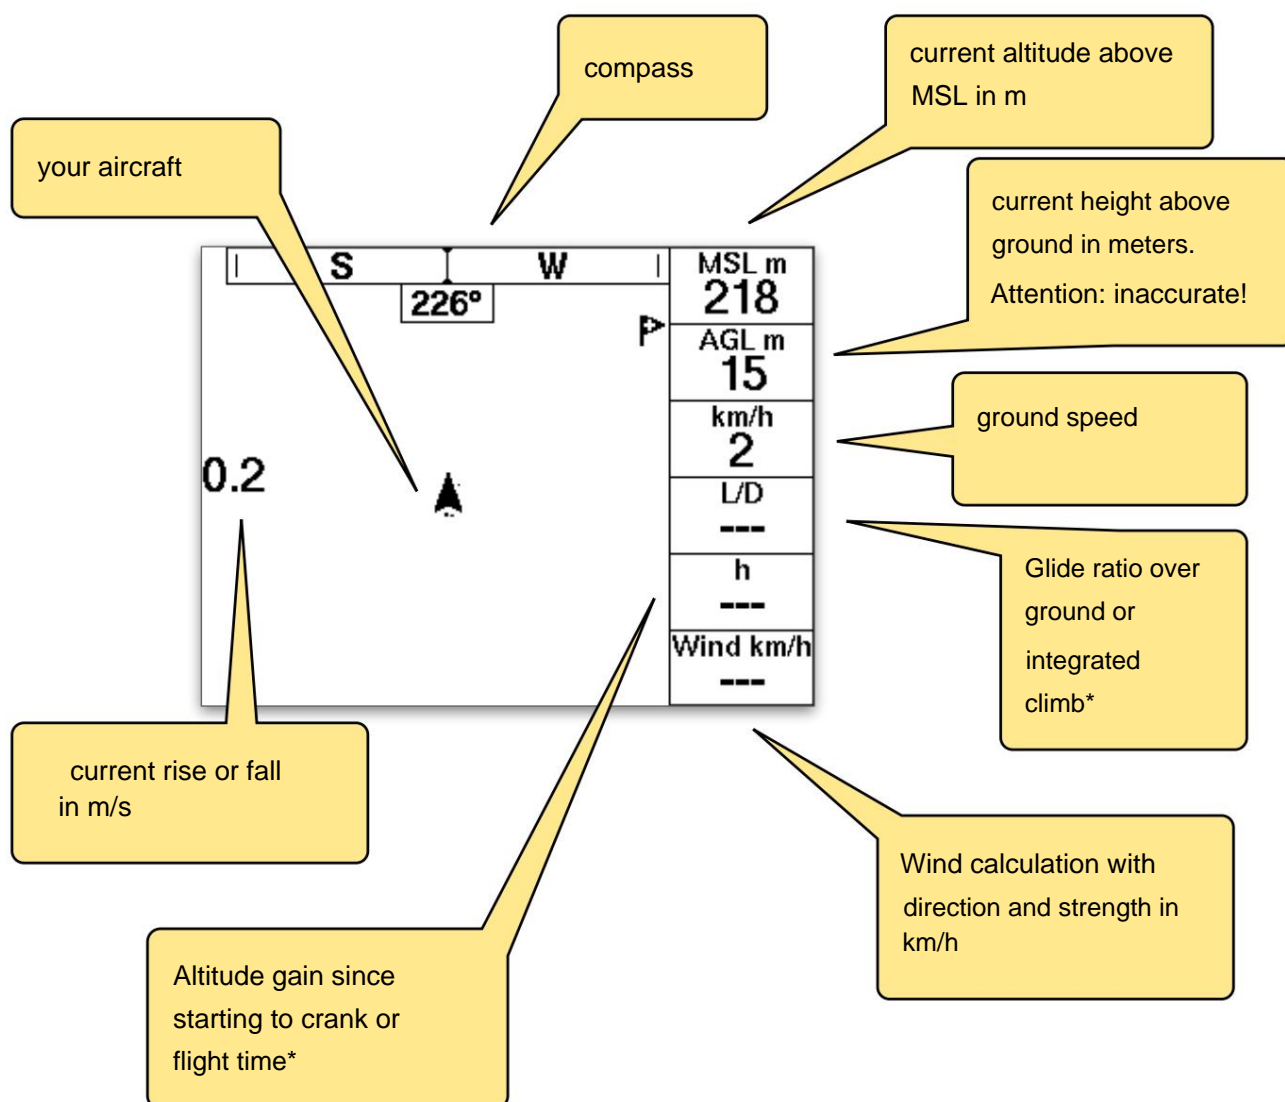 compass
current altitude above
MSL in m
your aircraft
current height above
ground in meters.
Attention: inaccurate!
S W
226º
MSL m
218
AGL m
15
km/h
2
ground speed
0.2
L/D
---
h
---
Wind km/h
---
Glide ratio over
ground or
integrated
climb*
current rise or fall
in m/s
Wind calculation with
direction and strength in
km/h
Altitude gain since
starting to crank or
flight time*